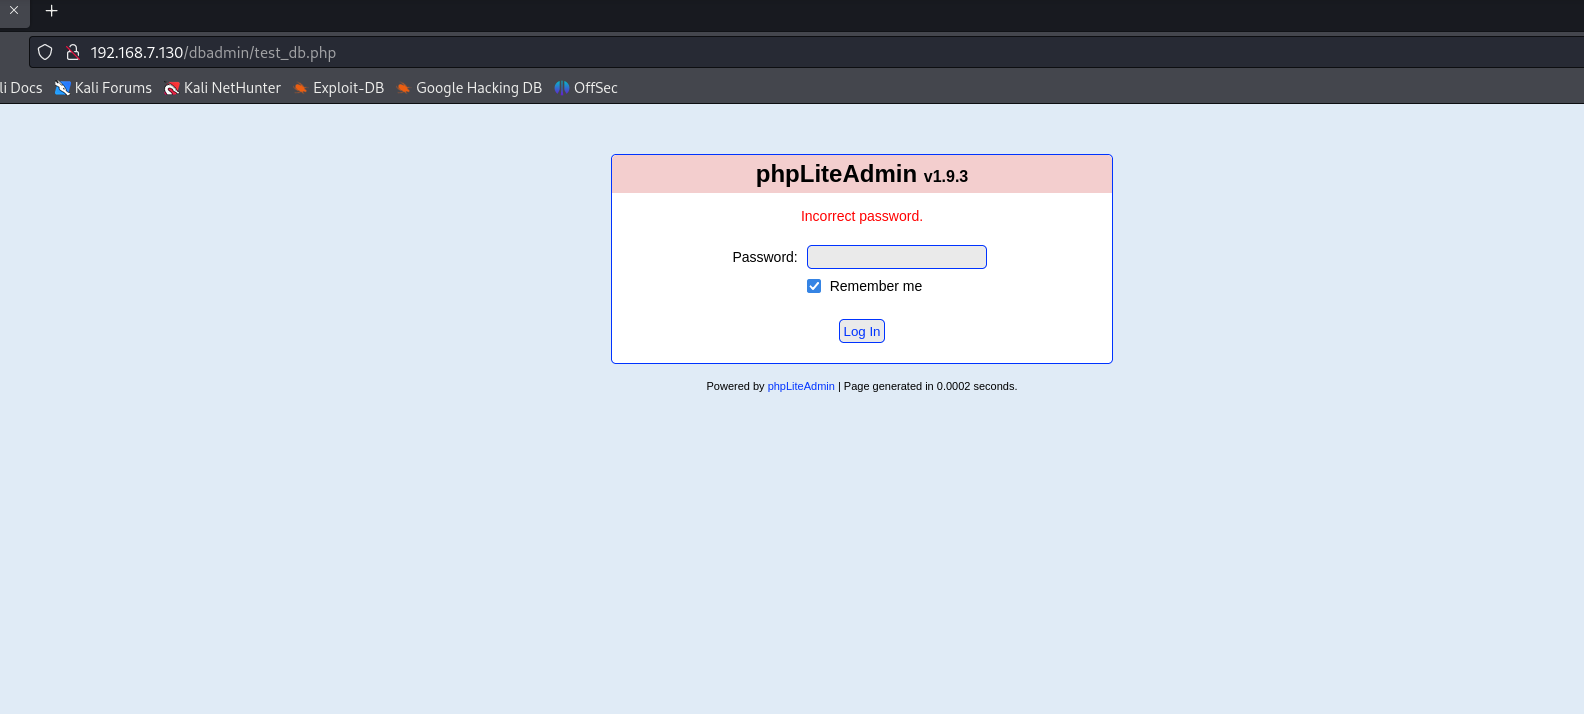 192.168.7.130/dbadmin/test_db.php
li Docs Kali Forums Kali NetHunter Exploit-DB Google Hacking DB OffSec
phpLiteAdmin v1.9.3
Incorrect password.
Password:
Remember me
Log In
Powered by phpLiteAdmin | Page generated in 0.0002 seconds.